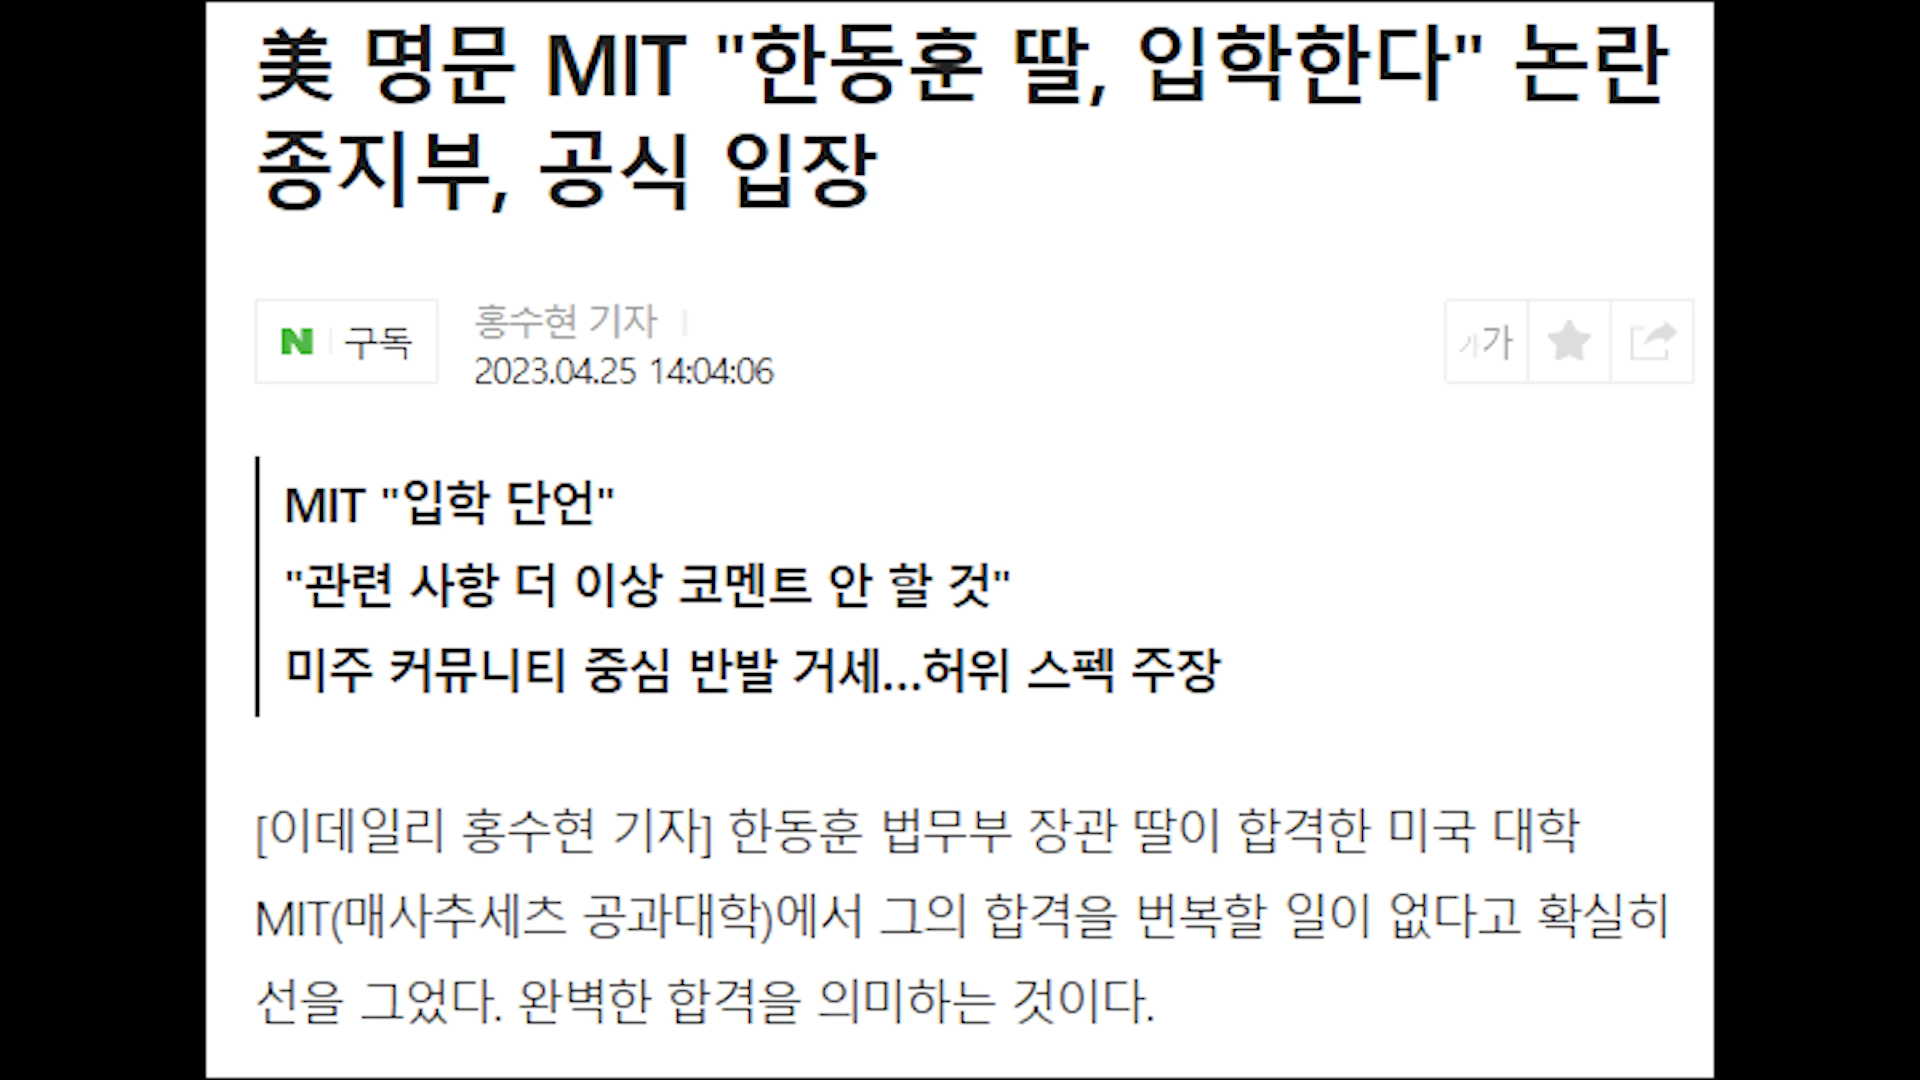 美 명문 MIT "한동훈 딸, 입학한다" 논란
종지부, 공식 입장
N 구독
홍수현 기자
2023.04.25 14:04:06
가가
MIT "입학 단언"
"관련 사항 더 이상 코멘트 안 할 것"
미주 커뮤니티 중심 반발 거세...허위 스펙 주장
[이데일리 홍수현 기자] 한동훈 법무부 장관 딸이 합격한 미국 대학
MIT(매사추세츠 공과대학)에서 그의 합격을 번복할 일이 없다고 확실히
선을 그었다. 완벽한 합격을 의미하는 것이다.